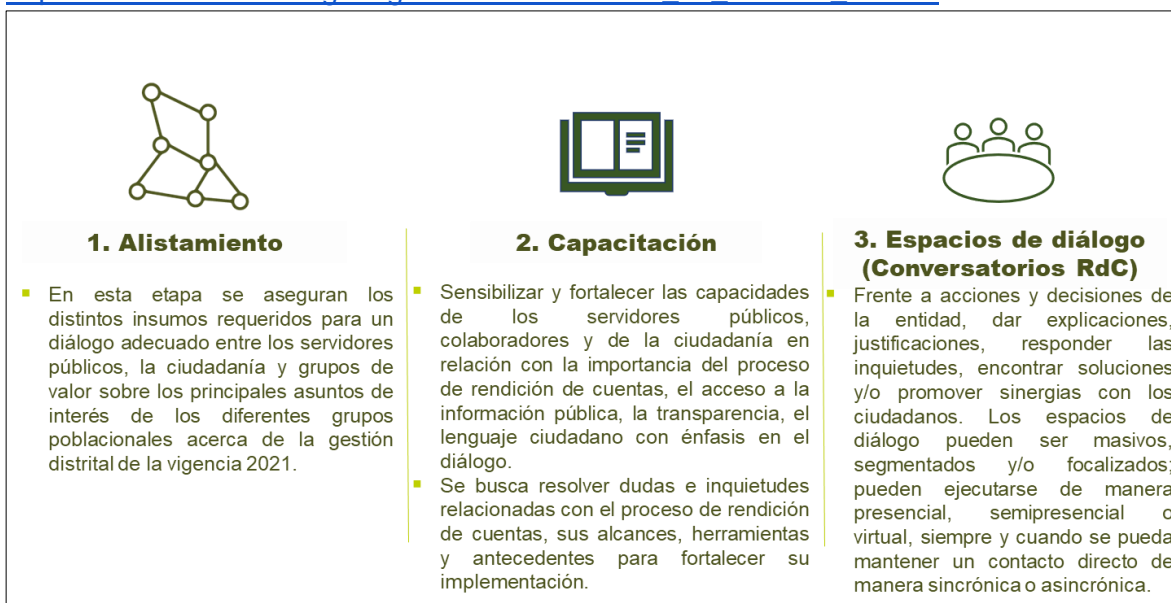 1. Alistamiento
En esta etapa se aseguran los
distintos insumos requeridos para un
diálogo adecuado entre los servidores
públicos, la ciudadanía y grupos de
valor sobre los principales asuntos de
interés de los diferentes grupos
poblacionales acerca de la gestión
distrital de la vigencia 2021.
2. Capacitación
Sensibilizar y fortalecer las capacidades
de los servidores públicos,
colaboradores y de la ciudadanía en
relación con la importancia del proceso
de rendición de cuentas, el acceso a la
información pública, la transparencia, el
lenguaje ciudadano con énfasis en el
diálogo.
Se busca resolver dudas e inquietudes
relacionadas con el proceso de rendición
de cuentas, sus alcances, herramientas
y antecedentes para fortalecer su
implementación.
3. Espacios de diálogo
(Conversatorios RdC)
Frente a acciones y decisiones de
la entidad, dar explicaciones,
justificaciones, responder las
inquietudes, encontrar soluciones
y/o promover sinergias con los
ciudadanos. Los espacios de
diálogo pueden ser masivos,
segmentados y/o focalizados;
pueden ejecutarse de manera
presencial, semipresencial o
virtual, siempre y cuando se pueda
mantener un contacto directo de
manera sincrónica o asincrónica.